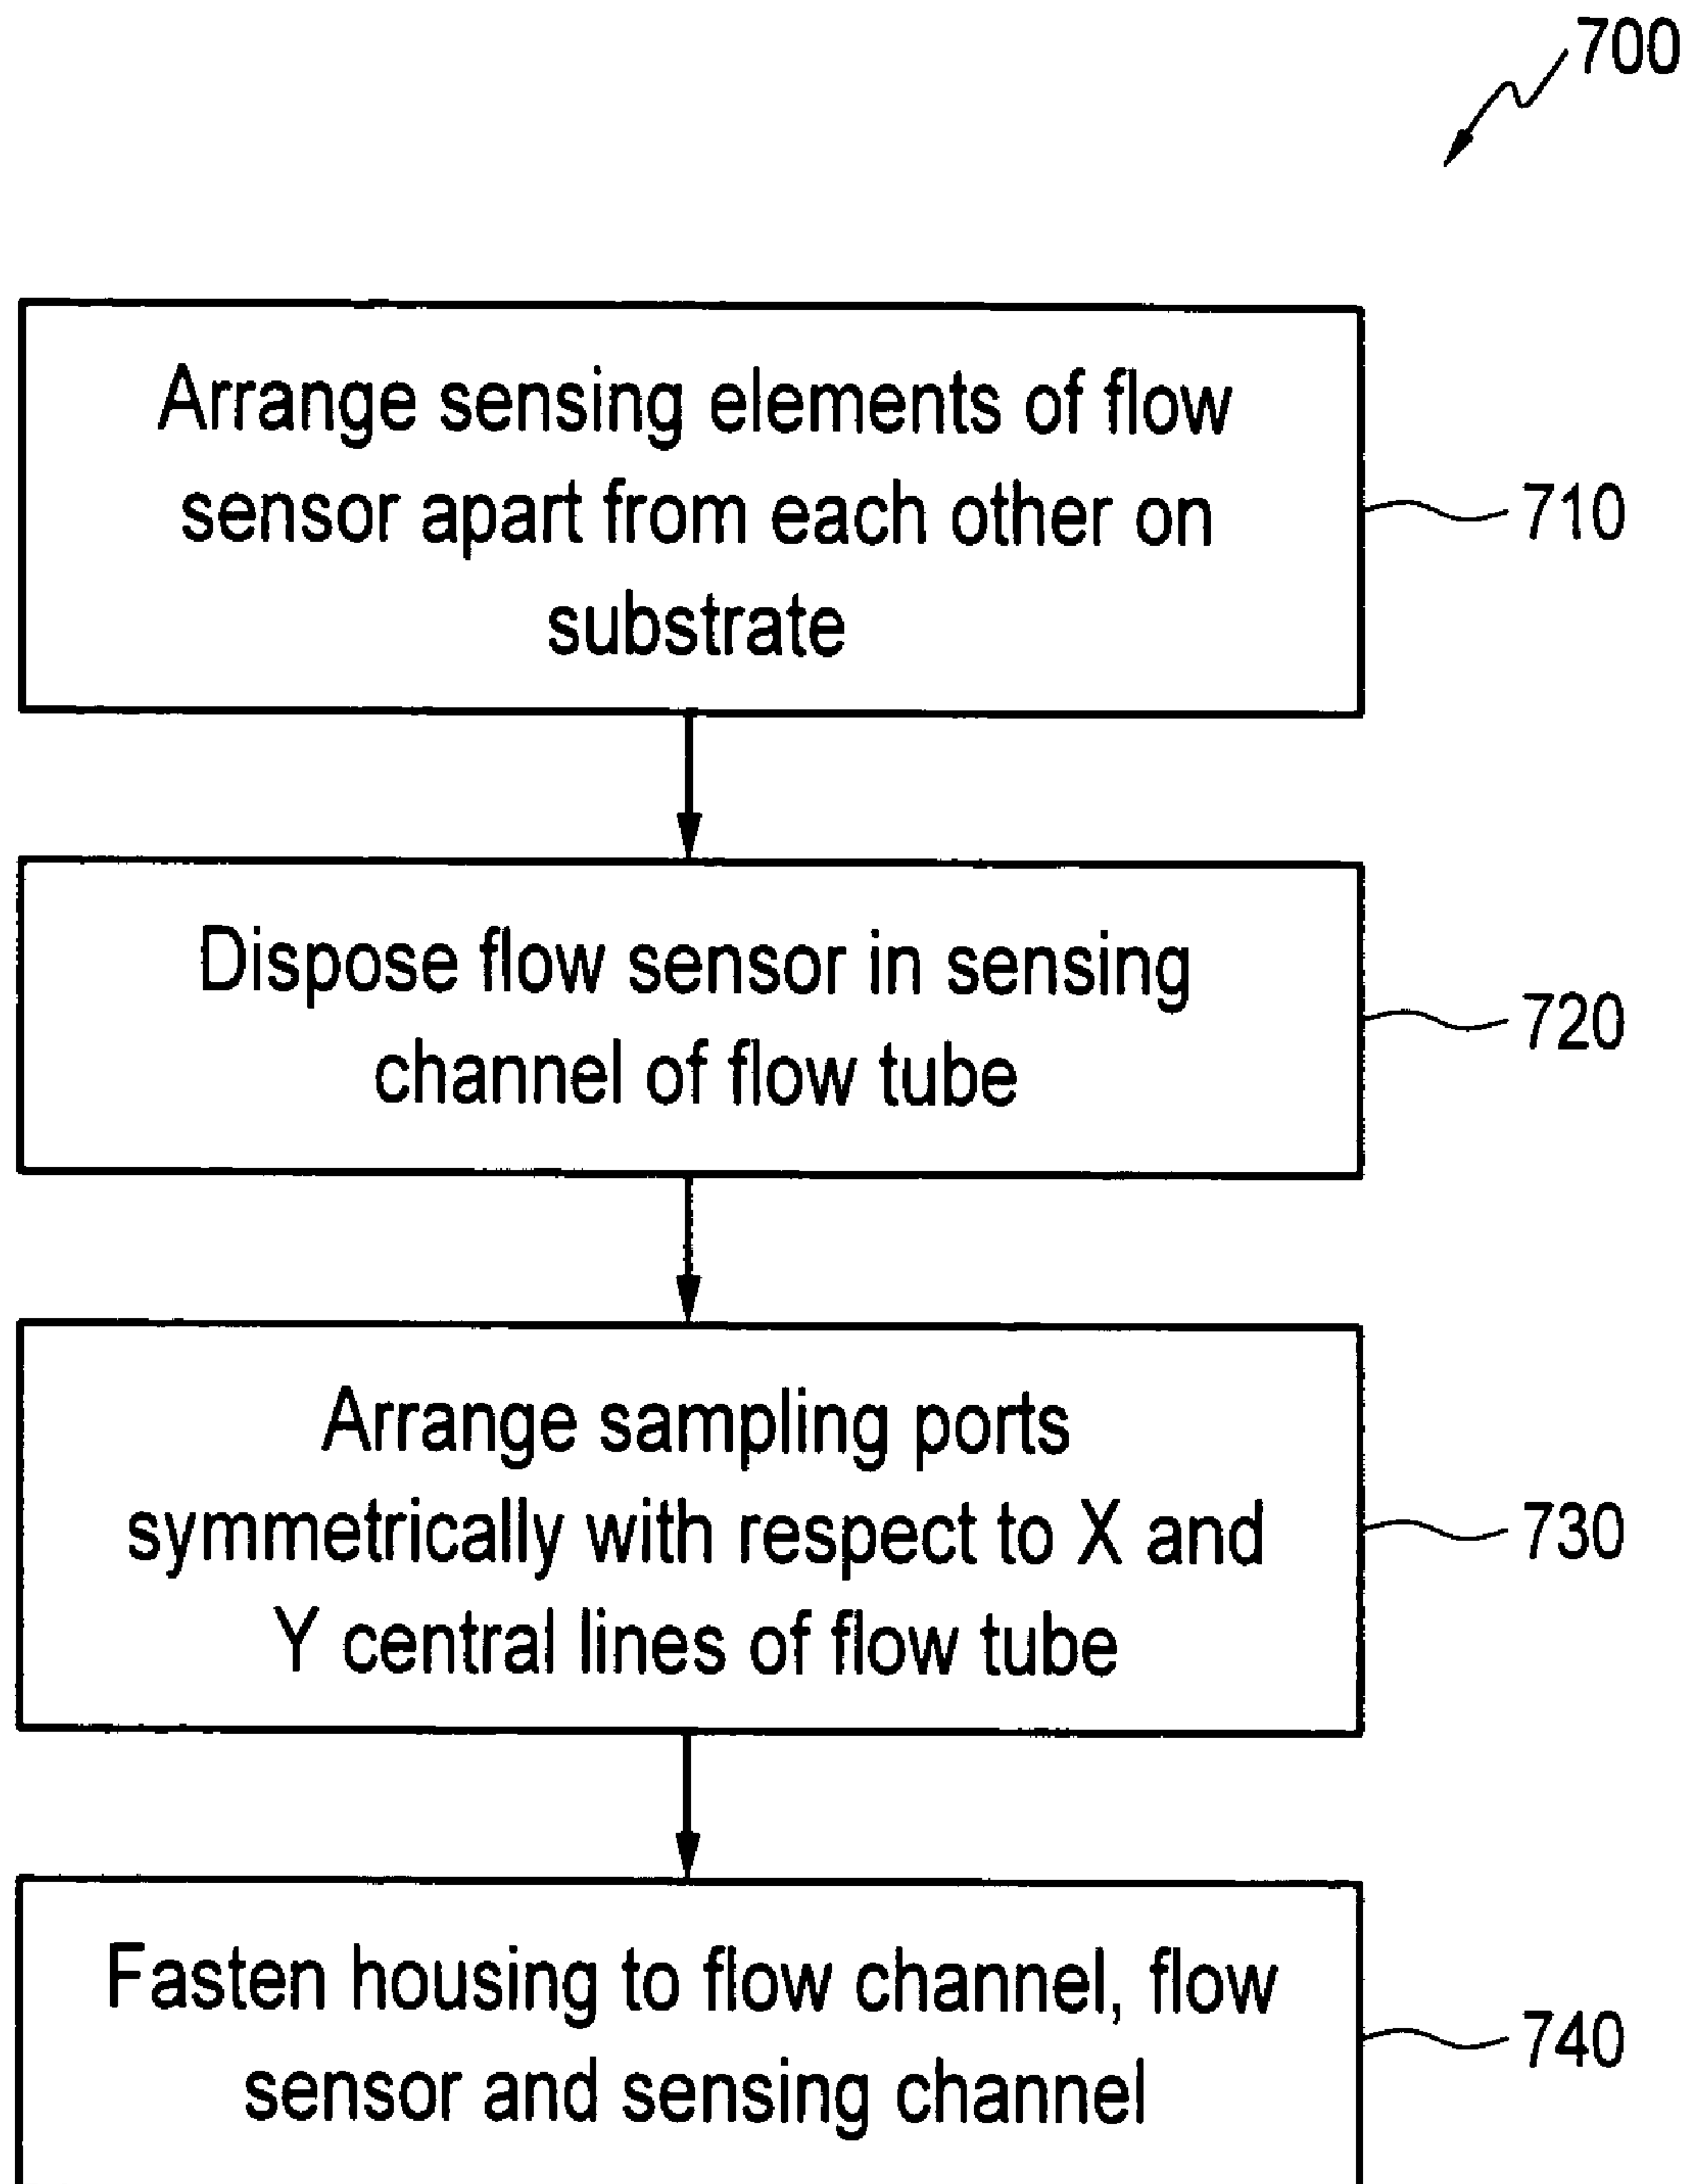 700
Arrange sensing elements of flow
sensor apart from each other on
substrate
710
Dispose flow sensor in sensing
channel of flow tube
720
Arrange sampling ports
symmetrically with respect to X and
Y central lines of flow tube
730
Fasten housing to flow channel, flow
sensor and sensing channel
740